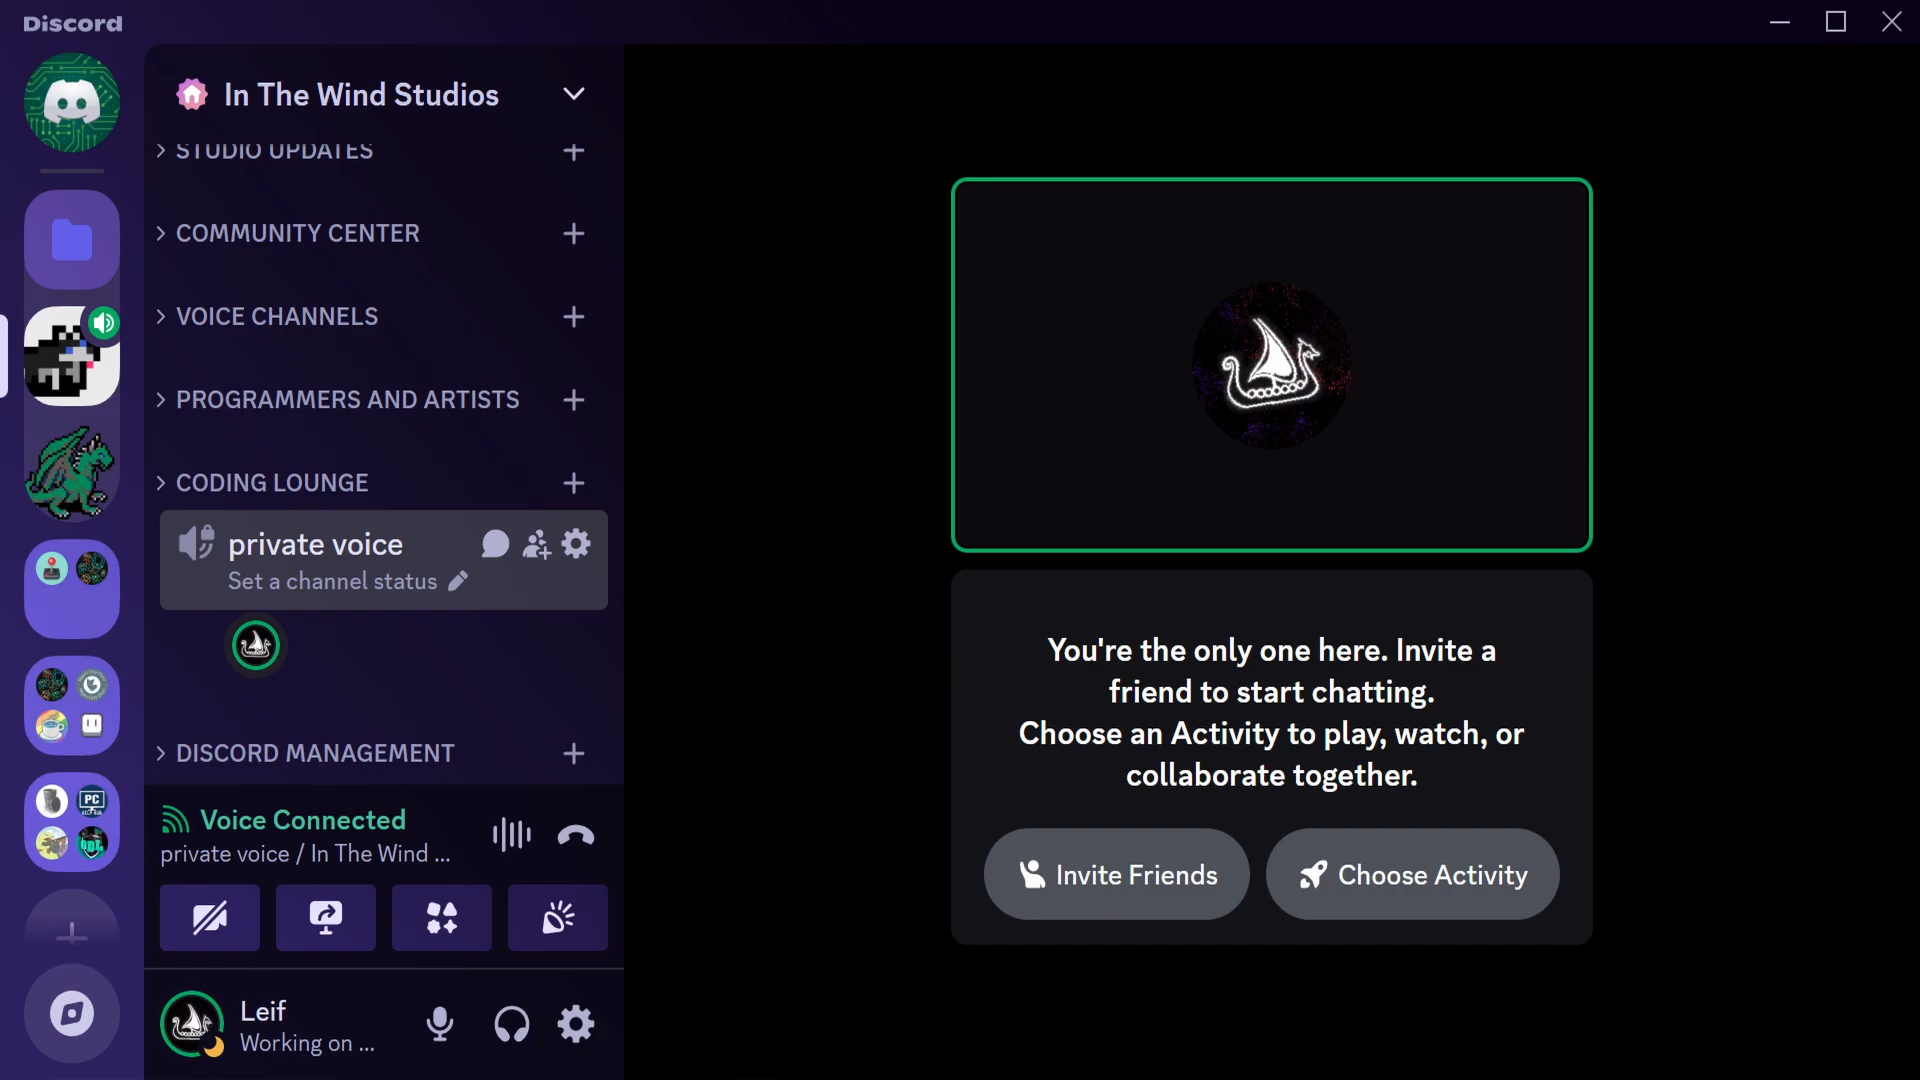 Discord
In The Wind Studios
STUDIO UPDATES
COMMUNITY CENTER
VOICE CHANNELS
PROGRAMMERS AND ARTISTS
CODING LOUNGE
private voice
Set a channel status
DISCORD MANAGEMENT
Voice Connected
private voice / In The Wind ...
Leif
Working on ...
You're the only one here. Invite a
friend to start chatting.
Choose an Activity to play, watch, or
collaborate together.
Invite Friends
Choose Activity
PC